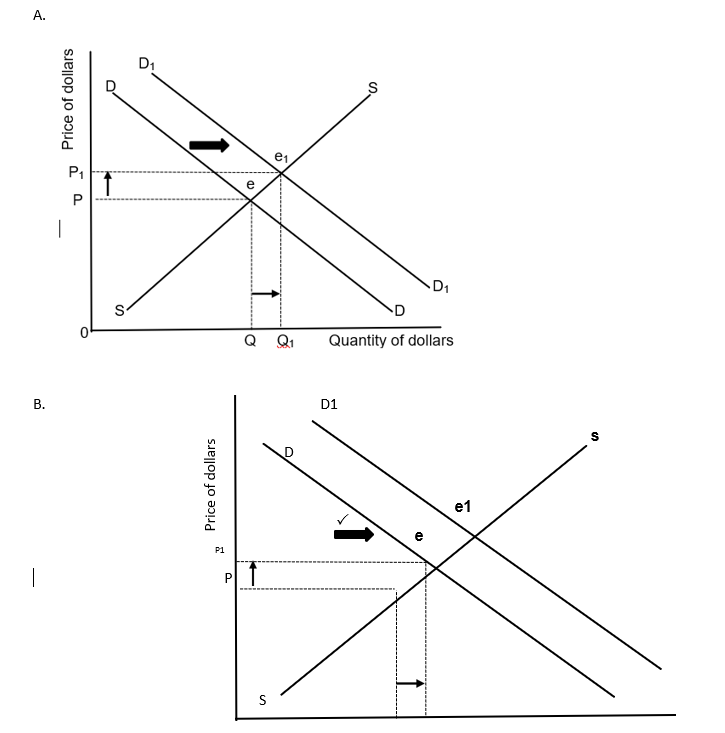 A.
Price of dollars
D₁
D
S
e₁
P₁
e
P
D₁
S
D
0
Q
Q₁
Quantity of dollars
B.
D1
Price of dollars
s
D
e1
✓
e
P1
P
S